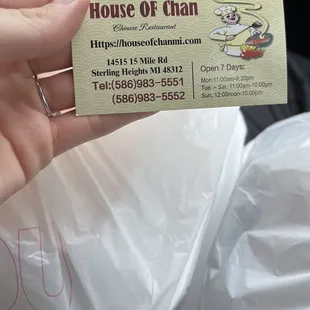 House OF Chan
Chinese Restaurant
Https://houseofchanmi.com
14515 15 Mile Rd
Sterling Heights MI 48312
Tel:(586)983-5551
(586)983-5552
Open 7 Days:
Mon:11:00am-9:30pm
Tue. – Sat.:11:00am-10:00pm
Sun.:12:00noon-10:00pm
OU